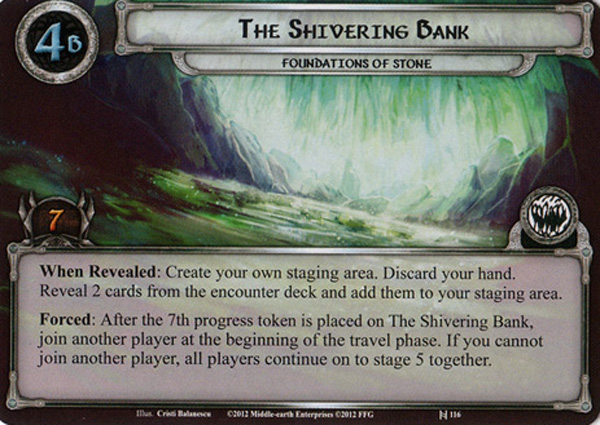 4B
THE SHIVERING BANK
FOUNDATIONS OF STONE
7
When Revealed: Create your own staging area. Discard your hand.
Reveal 2 cards from the encounter deck and add them to your staging area.
Forced: After the 7th progress token is placed on The Shivering Bank,
join another player at the beginning of the travel phase. If you cannot
join another player, all players continue on to stage 5 together.
Illus. Cristi Balanescu ©2012 Middle-earth Enterprises ©2012 FFG 116